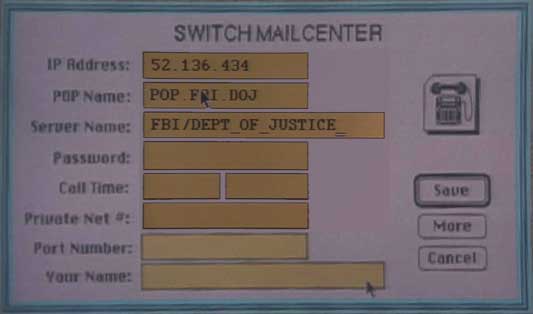 SWITCH MAILCENTER
IP Address: 52.136.434
POP Name: POP.FBI.DOJ
Server Name: FBI/DEPT_OF_JUSTICE_
Password:
Call Time:
Private Net #:
Port Number:
Your Name:
Save
More
Cancel